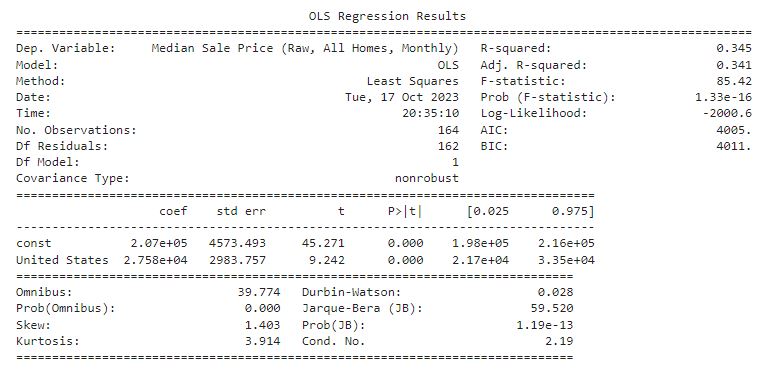 OLS Regression Results
==============================================================================
Dep. Variable: Median Sale Price (Raw, All Homes, Monthly) R-squared: 0.345
Model: OLS Adj. R-squared: 0.341
Method: Least Squares F-statistic: 85.42
Date: Tue, 17 Oct 2023 Prob (F-statistic): 1.33e-16
Time: 20:35:10 Log-Likelihood: -2000.6
No. Observations: 164 AIC: 4005.
Df Residuals: 162 BIC: 4011.
Df Model: 1
Covariance Type: nonrobust
==============================================================================
coef std err t P>|t| [0.025 0.975]
------------------------------------------------------------------------------
const 2.07e+05 4573.493 45.271 0.000 1.98e+05 2.16e+05
United States 2.758e+04 2983.757 9.242 0.000 2.17e+04 3.35e+04
==============================================================================
Omnibus: 39.774 Durbin-Watson: 0.028
Prob(Omnibus): 0.000 Jarque-Bera (JB): 59.520
Skew: 1.403 Prob(JB): 1.19e-13
Kurtosis: 3.914 Cond. No. 2.19
==============================================================================